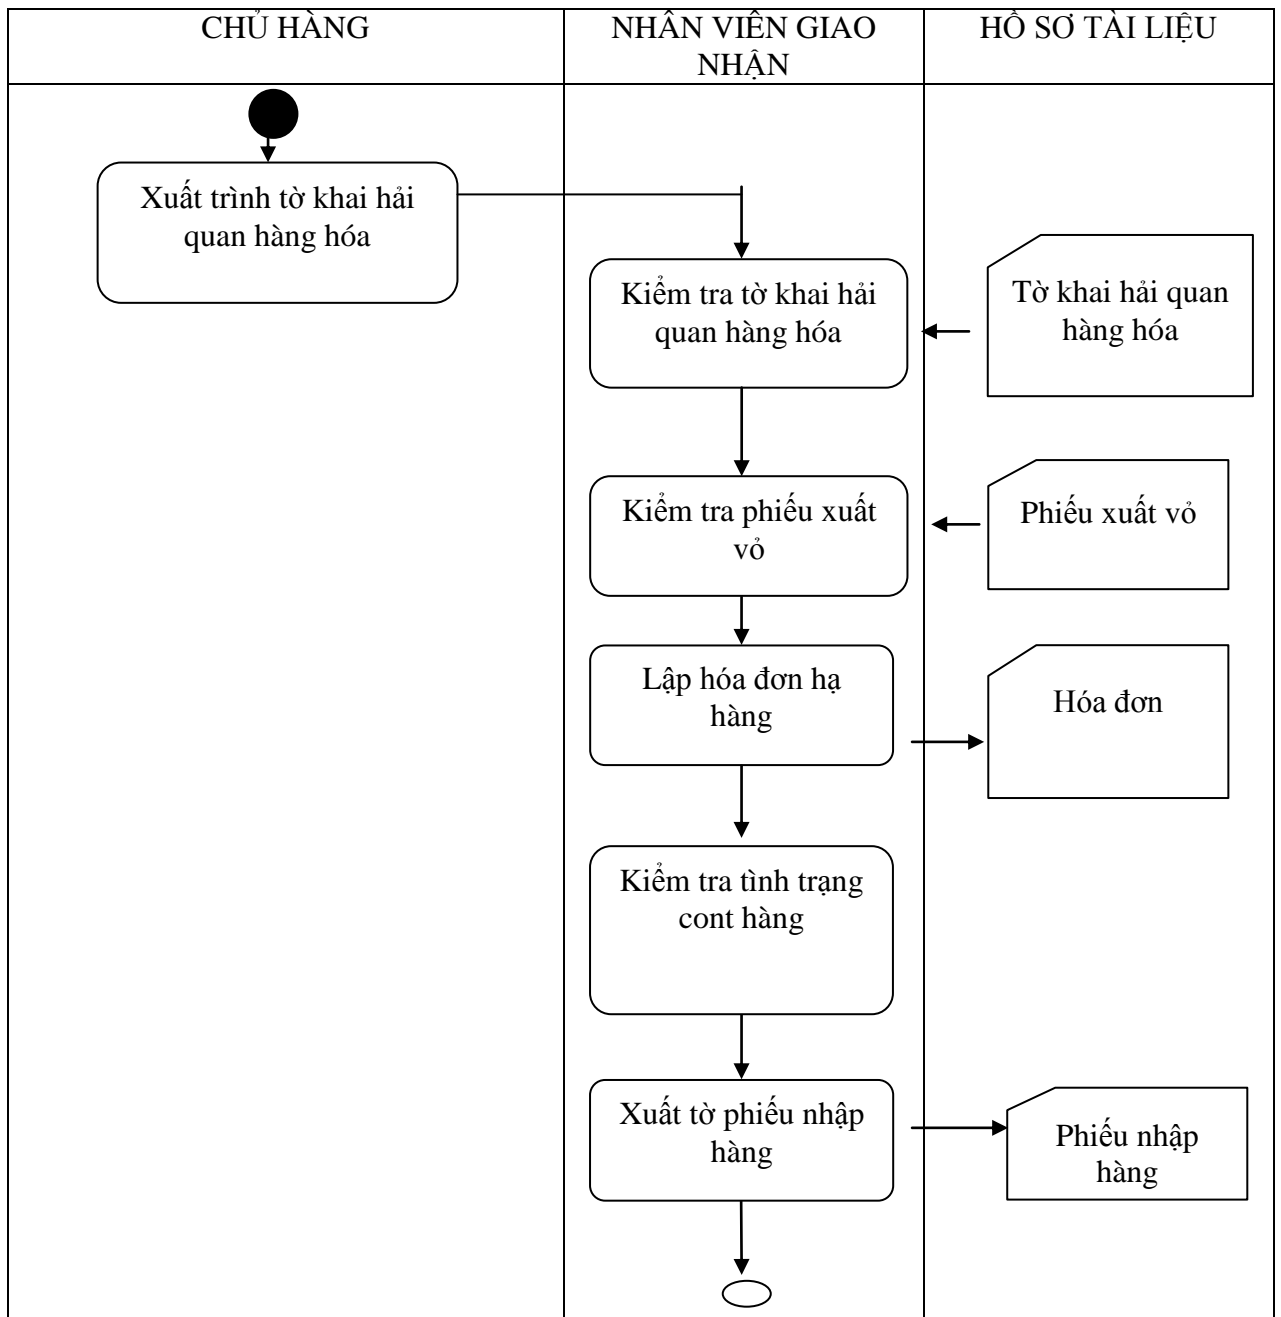 CHỦ HÀNG
NHÂN VIÊN GIAO
NHẬN
HỒ SƠ TÀI LIỆU
Xuất trình tờ khai hải
quan hàng hóa
Kiểm tra tờ khai hải
quan hàng hóa
Tờ khai hải quan
hàng hóa
Kiểm tra phiếu xuất
vỏ
Phiếu xuất vỏ
Lập hóa đơn hạ
hàng
Hóa đơn
Kiểm tra tình trạng
cont hàng
Xuất tờ phiếu nhập
hàng
Phiếu nhập
hàng